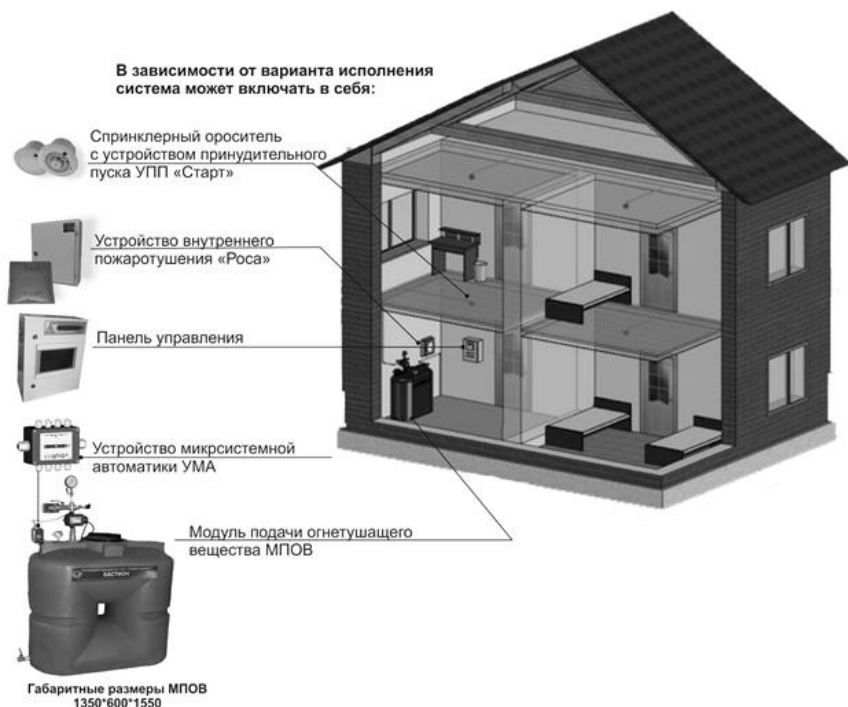 В зависимости от варианта исполнения
система может включать в себя:
Спринклерный ороситель
с устройством принудительного
пуска УПП «Старт»
Устройство внутреннего
пожаротушения «Роса»
Панель управления
Устройство микрсистемной
автоматики УМА
Модуль подачи огнетушащего
вещества МПОВ
БАСТИОН
Габаритные размеры МПОВ
1350*600*1550